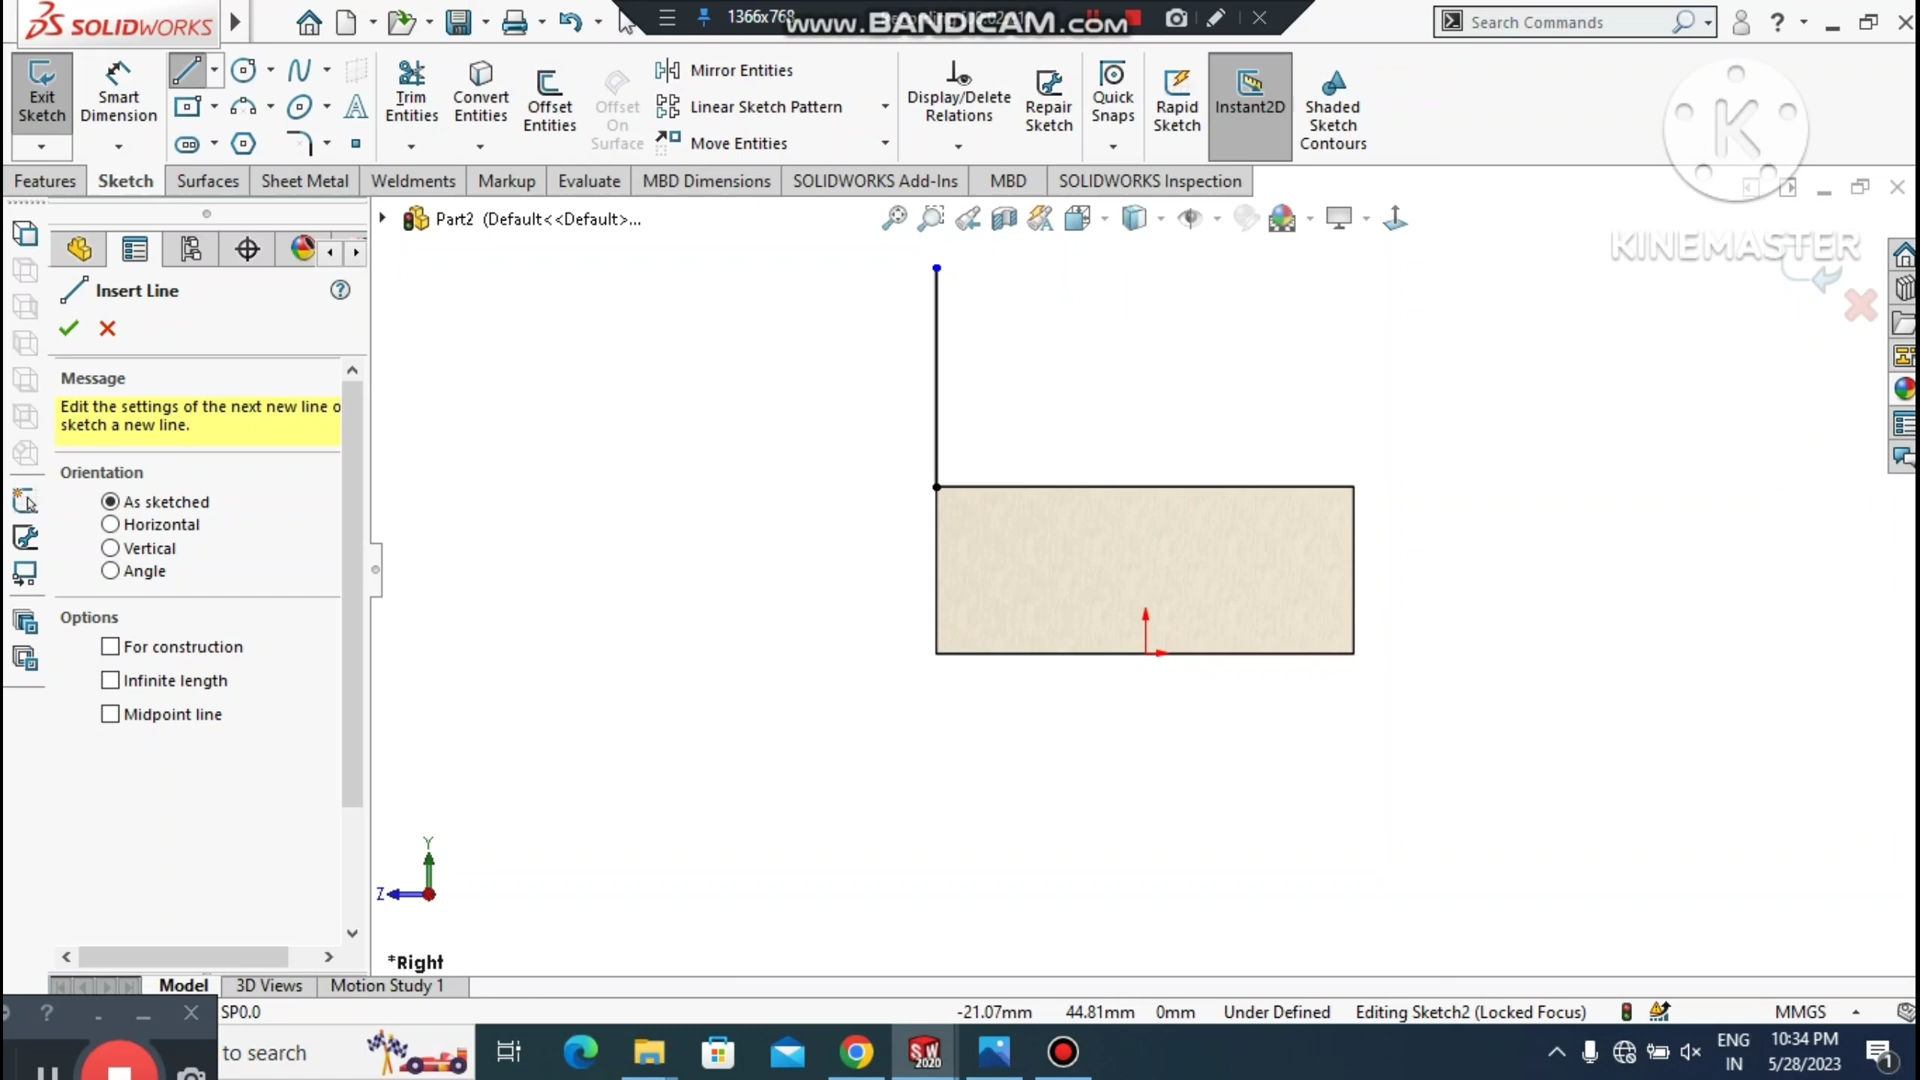 SOLIDWORKS
1366x768
www.BANDICAM.com
Search Commands
Exit Sketch
Smart Dimension
Trim Entities
Convert Entities
Offset Entities
Offset On Surface
Mirror Entities
Linear Sketch Pattern
Move Entities
Display/Delete Relations
Repair Sketch
Quick Snaps
Rapid Sketch
Instant2D
Shaded Sketch Contours
K
KINEMASTER
Features
Sketch
Surfaces
Sheet Metal
Weldments
Markup
Evaluate
MBD Dimensions
SOLIDWORKS Add-Ins
MBD
SOLIDWORKS Inspection
Part2 (Default<<Default>...
Insert Line
Message
Edit the settings of the next new line o
sketch a new line.
Orientation
As sketched
Horizontal
Vertical
Angle
Options
For construction
Infinite length
Midpoint line
Y
Z
*Right
Model
3D Views
Motion Study 1
SP0.0
-21.07mm
44.81mm
0mm
Under Defined
Editing Sketch2 (Locked Focus)
MMGS
to search
SW
2020
ENG
IN
10:34 PM
5/28/2023
1